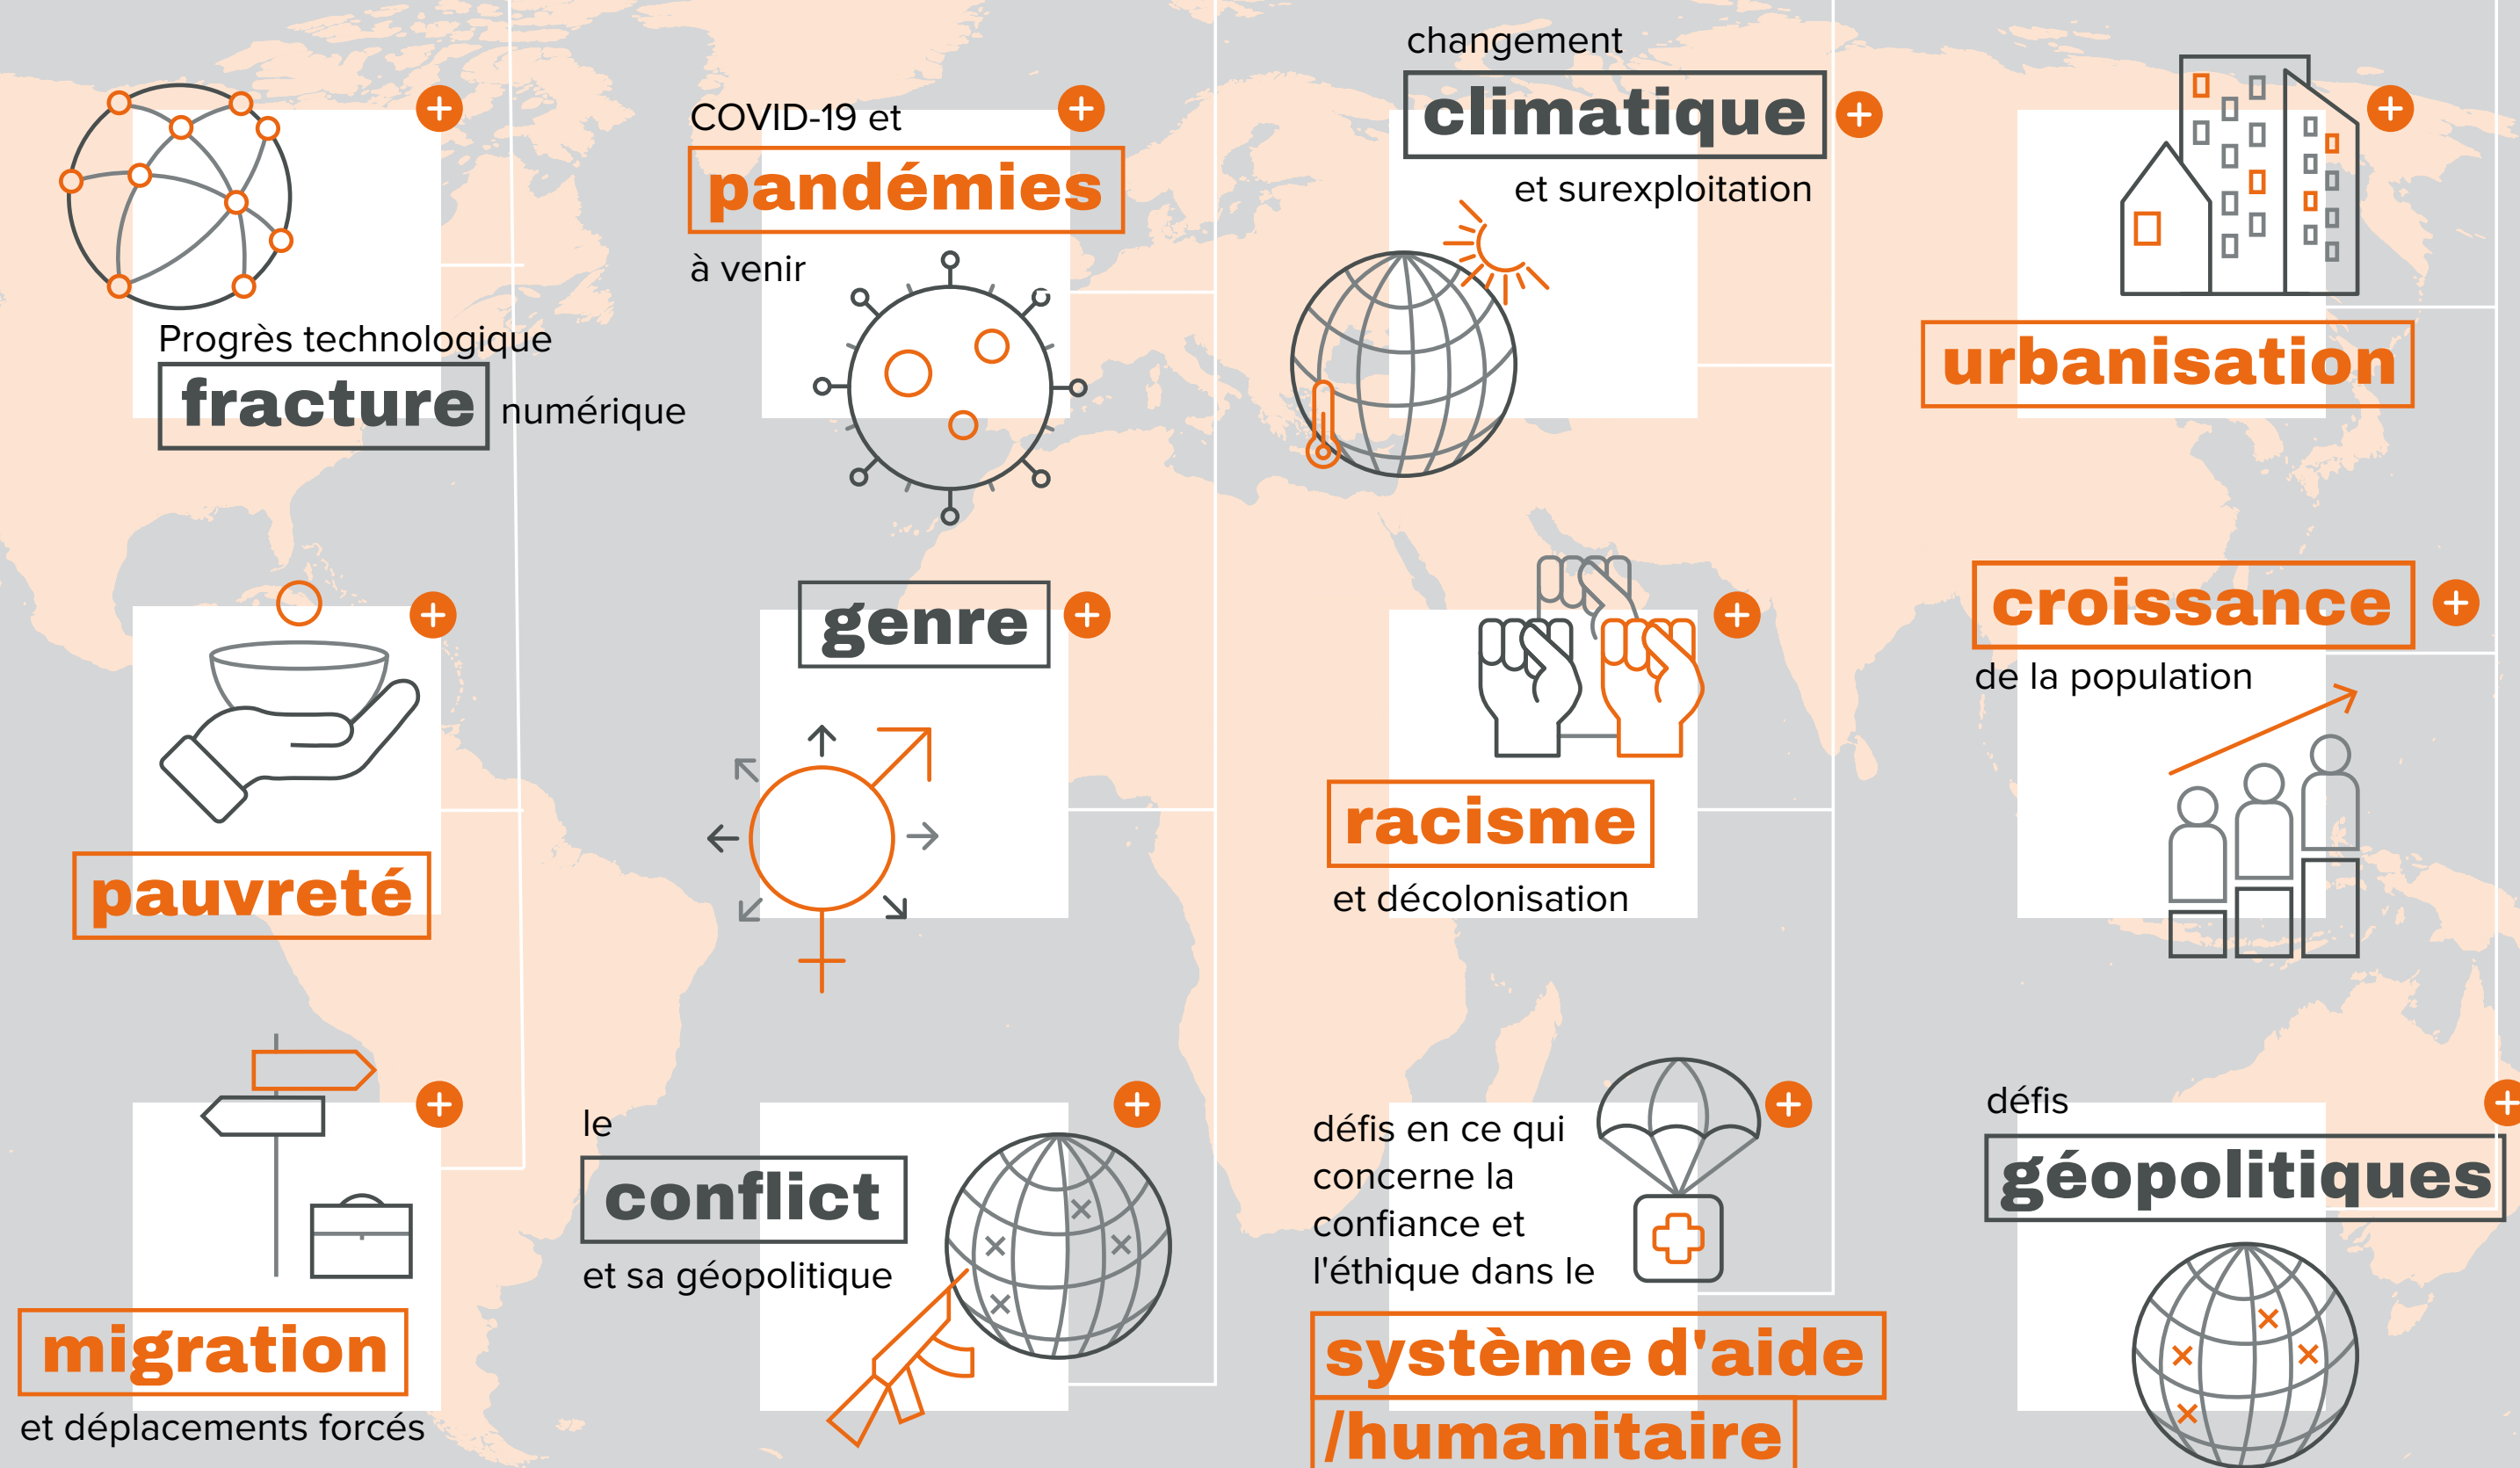 Progrès technologique
fracture numérique
COVID-19 et
pandémies
à venir
changement
climatique
et surexploitation
urbanisation
pauvreté
genre
racisme
et décolonisation
croissance
de la population
migration
et déplacements forcés
le
conflict
et sa géopolitique
défis en ce qui
concerne la
confiance et
l'éthique dans le
système d'aide
/humanitaire
défis
géopolitiques